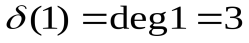 δ(1) = deg1 = 3